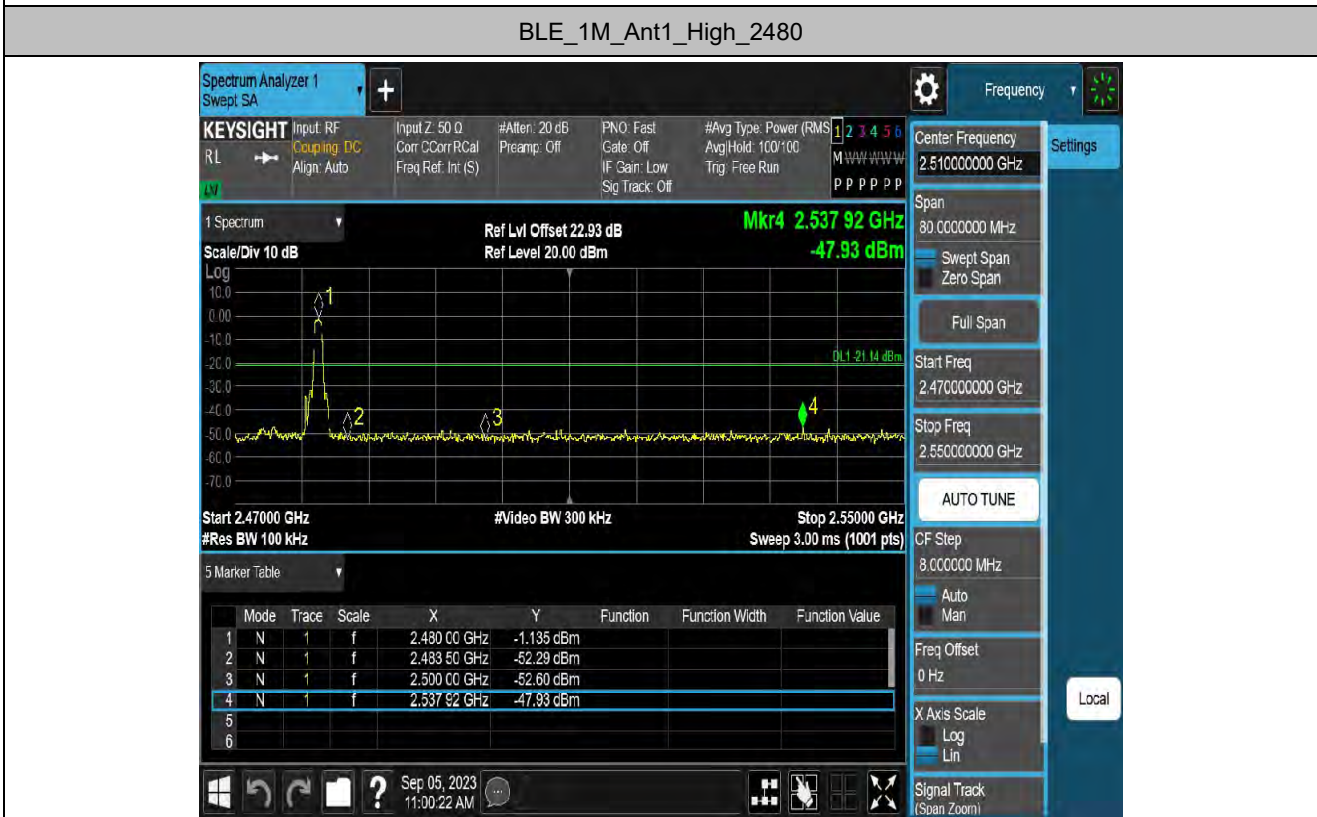 BLE_1M_Ant1_High_2480
Spectrum Analyzer 1
Swept SA
+
Frequency
KEYSIGHT
RL
LXI
Input: RF
Coupling: DC
Align: Auto
Input Z: 50 Ω
Corr CCorr RCal
Freq Ref: Int (S)
#Atten: 20 dB
Preamp: Off
PNO: Fast
Gate: Off
IF Gain: Low
Sig Track: Off
#Avg Type: Power (RMS
Avg|Hold: 100/100
Trig: Free Run
1 2 3 4 5 6
M W W W W W
P P P P P P
1 Spectrum
Scale/Div 10 dB
Log
Ref Lvl Offset 22.93 dB
Ref Level 20.00 dBm
Mkr4 2.537 92 GHz
-47.93 dBm
10.0
0.00
-10.0
-20.0
-30.0
-40.0
-50.0
-60.0
-70.0
1
2
3
4
DL1 -21.14 dBm
Start 2.47000 GHz
#Res BW 100 kHz
#Video BW 300 kHz
Stop 2.55000 GHz
Sweep 3.00 ms (1001 pts)
5 Marker Table
Mode Trace Scale X Y Function Function Width Function Value
1 N 1 f 2.480 00 GHz -1.135 dBm
2 N 1 f 2.483 50 GHz -52.29 dBm
3 N 1 f 2.500 00 GHz -52.60 dBm
4 N 1 f 2.537 92 GHz -47.93 dBm
5
6
Sep 05, 2023
11:00:22 AM
?
Center Frequency
2.510000000 GHz
Settings
Span
80.0000000 MHz
Swept Span
Zero Span
Full Span
Start Freq
2.470000000 GHz
Stop Freq
2.550000000 GHz
AUTO TUNE
CF Step
8.000000 MHz
Auto
Man
Freq Offset
0 Hz
X Axis Scale
Log
Lin
Local
Signal Track
(Span Zoom)